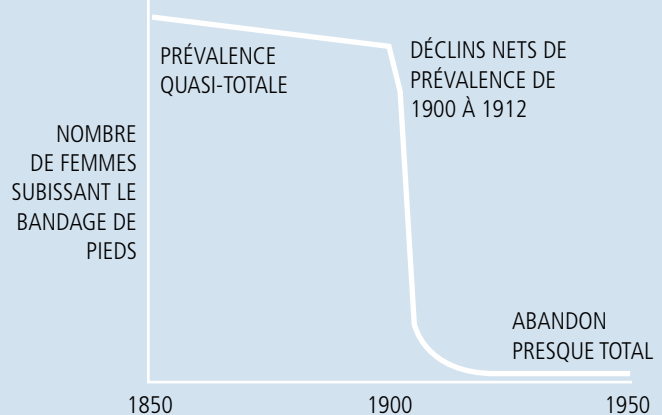 PRÉVALENCE
QUASI-TOTALE
DÉCLINS NETS DE
PRÉVALENCE DE
1900 À 1912
NOMBRE
DE FEMMES
SUBISSANT LE
BANDAGE DE
PIEDS
ABANDON
PRESQUE TOTAL
1850
1900
1950